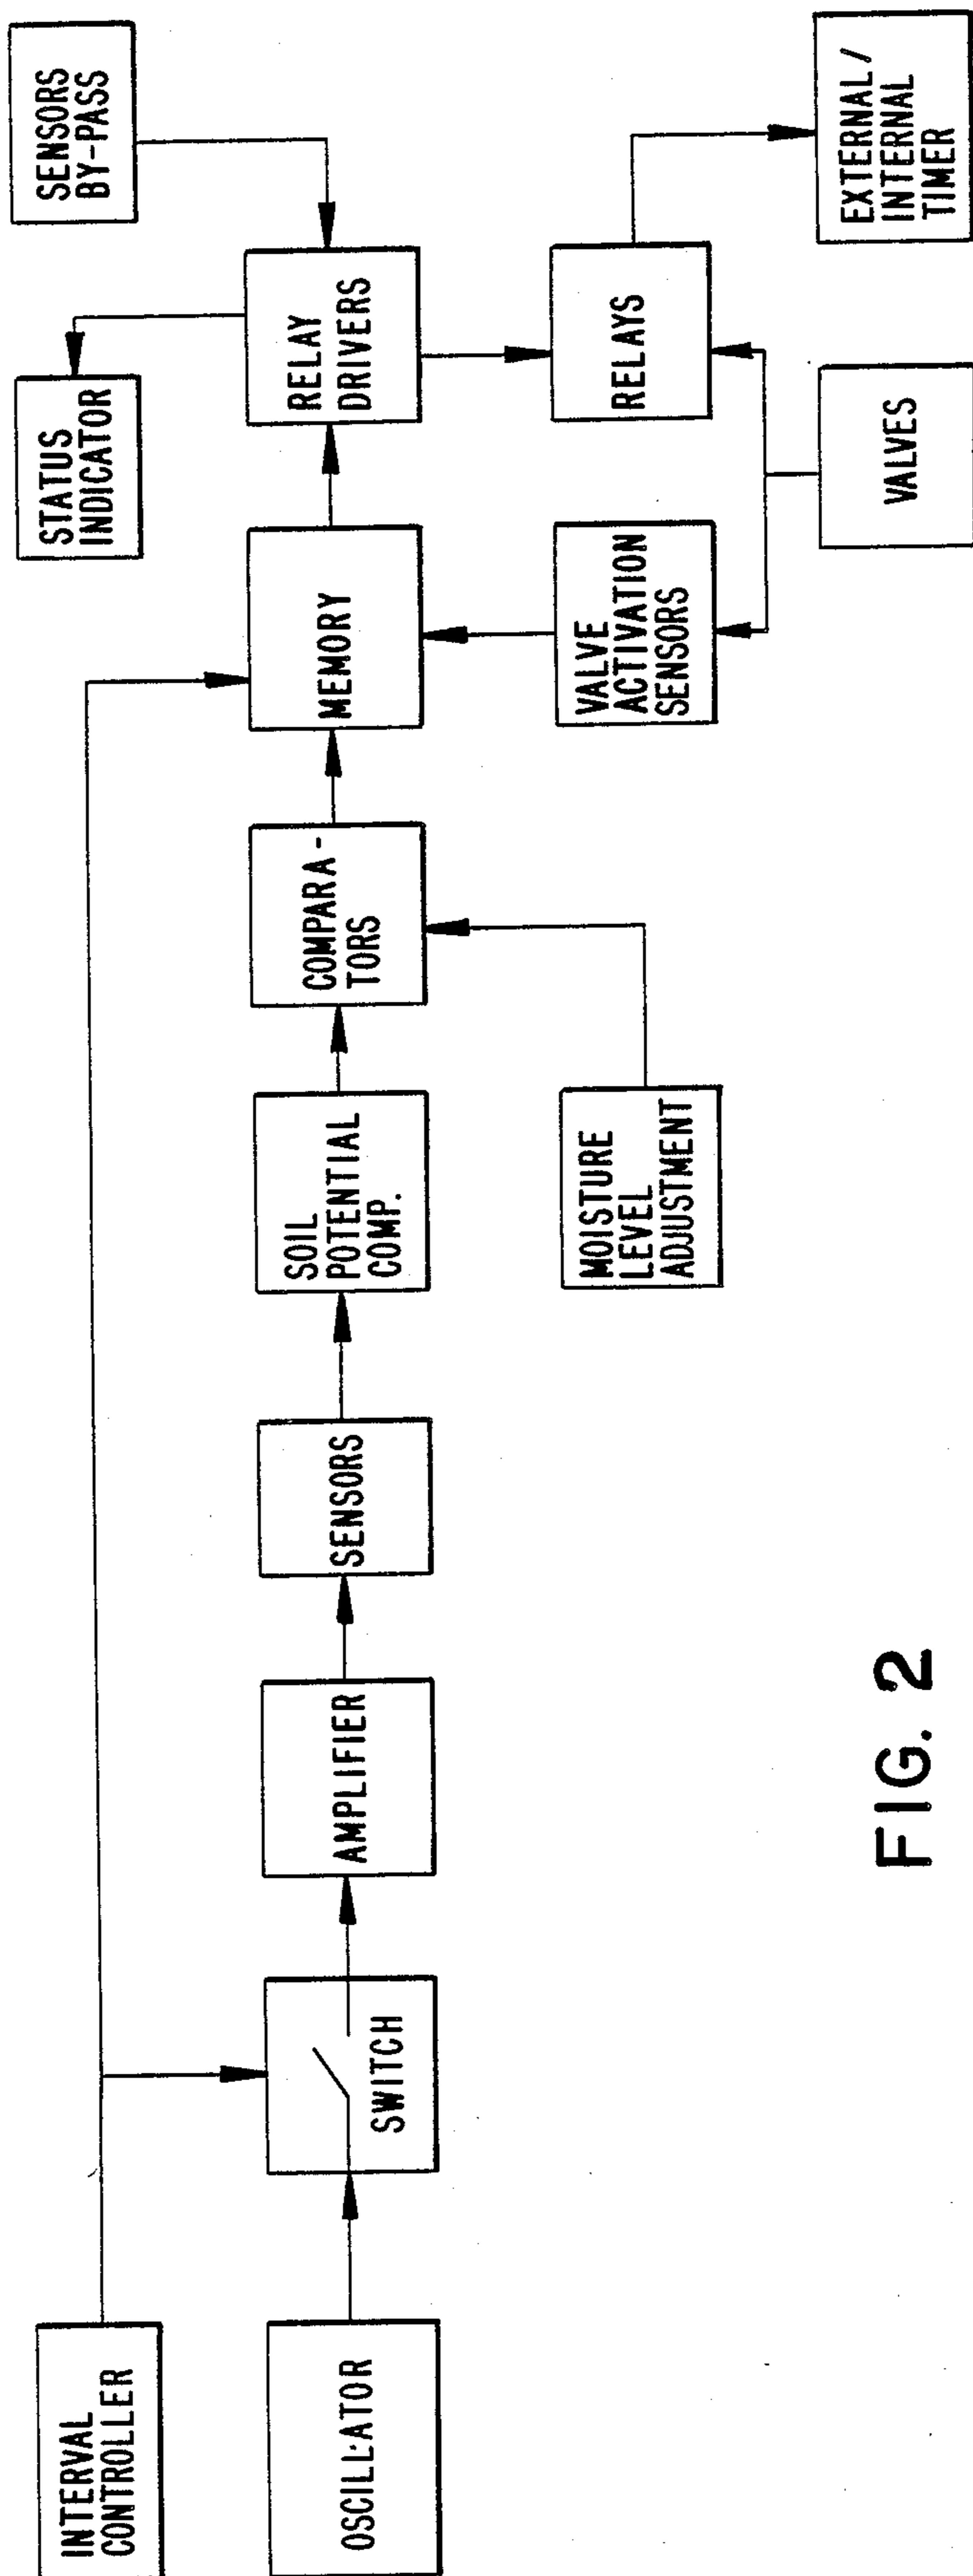 INTERVAL
CONTROLLER
OSCILLATOR
SWITCH
AMPLIFIER
SENSORS
SOIL
POTENTIAL
COMP.
MOISTURE
LEVEL
ADJUSTMENT
COMPARA-
TORS
MEMORY
VALVE
ACTIVATION
SENSORS
STATUS
INDICATOR
RELAY
DRIVERS
RELAYS
VALVES
SENSORS
BY-PASS
EXTERNAL/
INTERNAL
TIMER
FIG. 2